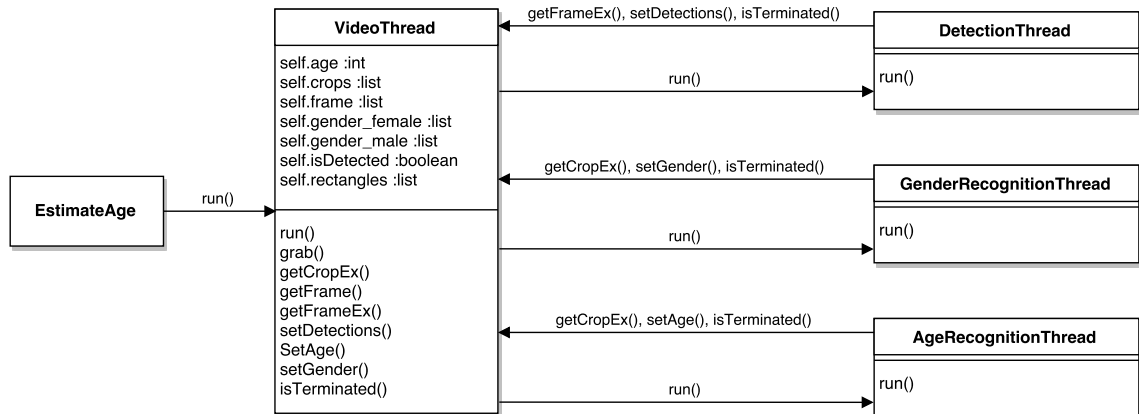 EstimateAge
run()
VideoThread
self.age :int
self.crops :list
self.frame :list
self.gender_female :list
self.gender_male :list
self.isDetected :boolean
self.rectangles :list
run()
grab()
getCropEx()
getFrame()
getFrameEx()
setDetections()
SetAge()
setGender()
isTerminated()
getFrameEx(), setDetections(), isTerminated()
run()
DetectionThread
run()
getCropEx(), setGender(), isTerminated()
run()
GenderRecognitionThread
run()
getCropEx(), setAge(), isTerminated()
run()
AgeRecognitionThread
run()